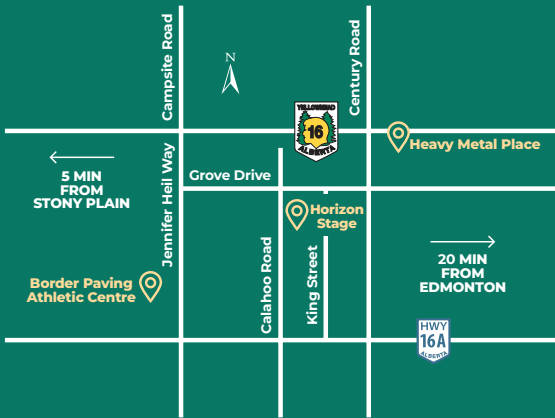 Campsite Road
N
Century Road
YELLOWHEAD
16
ALBERTA
Heavy Metal Place
5 MIN
FROM
STONY PLAIN
Jennifer Heil Way
Grove Drive
Horizon
Stage
Calahoo Road
King Street
20 MIN
FROM
EDMONTON
Border Paving
Athletic Centre
HWY
16A
ALBERTA